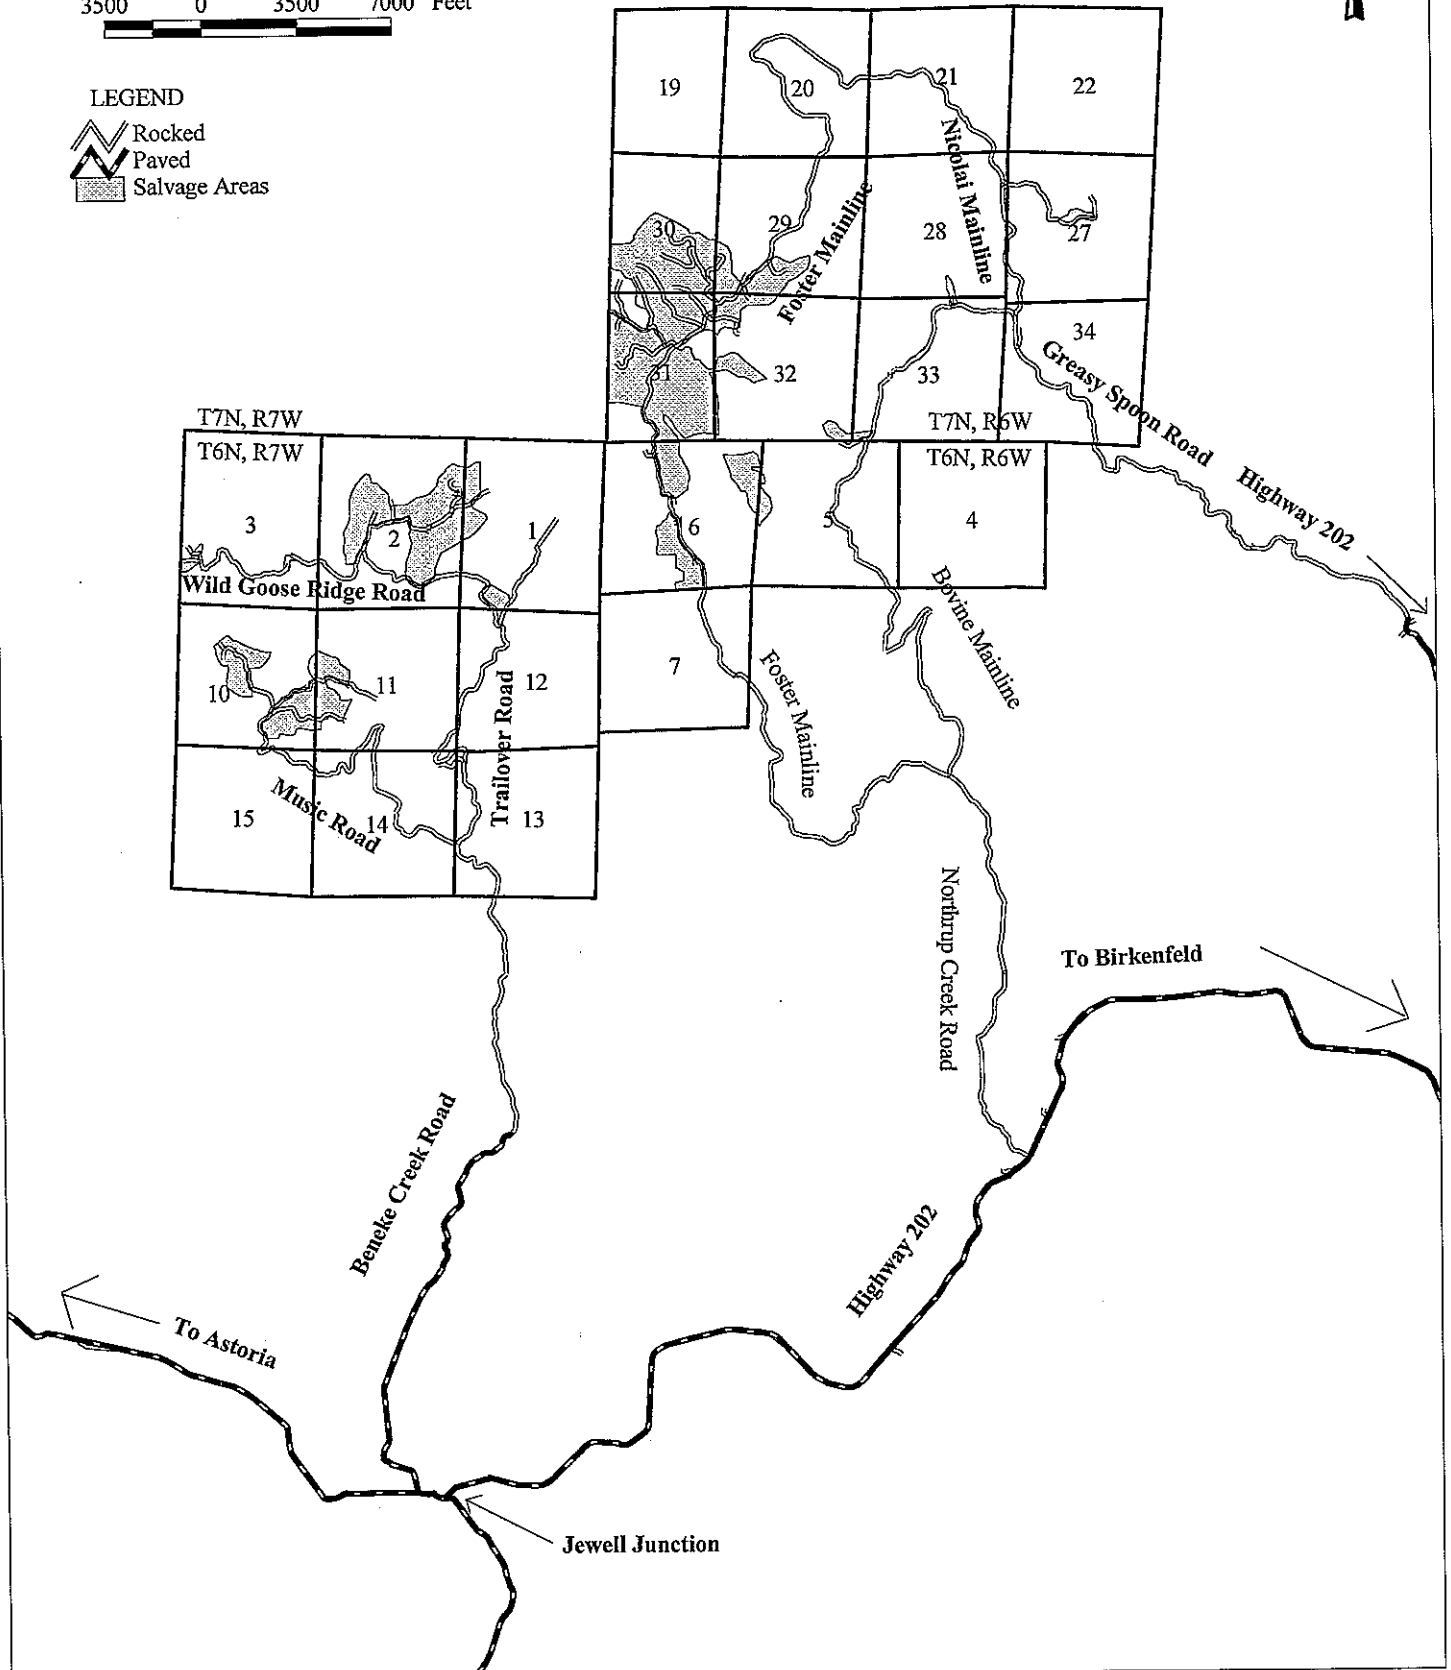 3500 0 3500 7000 Feet
LEGEND
Rocked
Paved
Salvage Areas
19
20
21
22
Nicolai Mainline
30
29
Foster Mainline
28
27
31
32
33
34
Greasy Spoon Road
Highway 202
T7N, R7W
T7N, R6W
T6N, R7W
T6N, R6W
3
2
1
6
5
4
Wild Goose Ridge Road
Bovine Mainline
10
11
12
7
Foster Mainline
Trailover Road
Music Road
15
14
13
Northrup Creek Road
To Birkenfeld
Beneke Creek Road
Highway 202
To Astoria
Jewell Junction